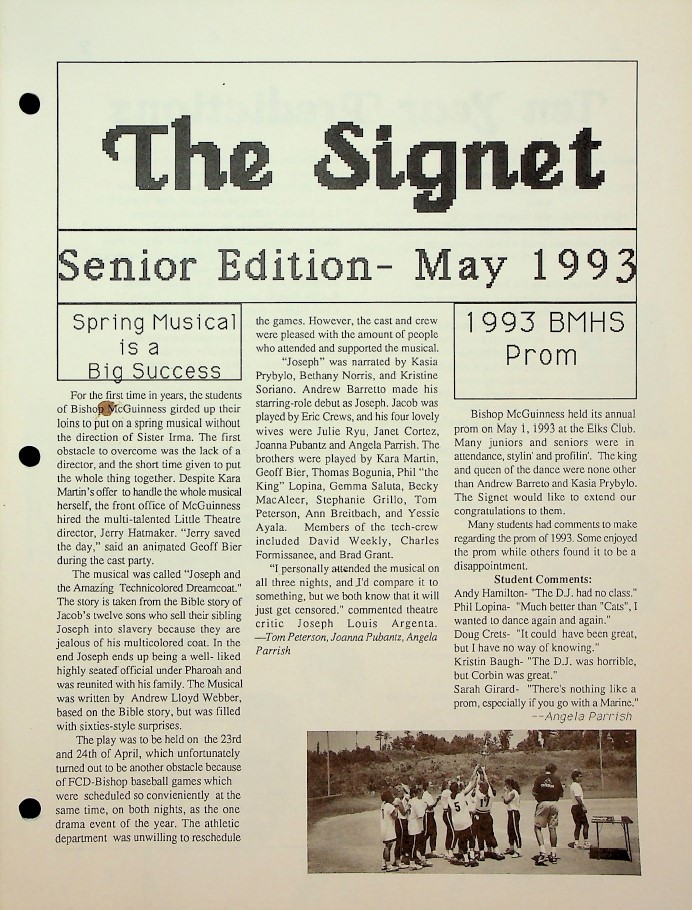 The Signet
Senior Edition- May 1993
Spring Musical
is a
Big Success
For the first time in years, the students
of Bishop McGuinness girded up their
loins to put on a spring musical without
the direction of Sister Irma. The first
obstacle to overcome was the lack of a
director, and the short time given to put
the whole thing together. Despite Kara
Martin's offer to handle the whole musical
herself, the front office of McGuinness
hired the multi-talented Little Theatre
director, Jerry Hatmaker. "Jerry saved
the day," said an animated Geoff Bier
during the cast party.
The musical was called "Joseph and
the Amazing Technicolored Dreamcoat."
The story is taken from the Bible story of
Jacob's twelve sons who sell their sibling
Joseph into slavery because they are
jealous of his multicolored coat. In the
end Joseph ends up being a well- liked
highly seated official under Pharoah and
was reunited with his family. The Musical
was written by Andrew Lloyd Webber,
based on the Bible story, but was filled
with sixties-style surprises.
The play was to be held on the 23rd
and 24th of April, which unfortunately
turned out to be another obstacle because
of FCD-Bishop baseball games which
were scheduled so convieniently at the
same time, on both nights, as the one
drama event of the year. The athletic
department was unwilling to reschedule
the games. However, the cast and crew
were pleased with the amount of people
who attended and supported the musical.
"Joseph" was narrated by Kasia
Prybylo, Bethany Norris, and Kristine
Soriano. Andrew Barretto made his
starring-role debut as Joseph. Jacob was
played by Eric Crews, and his four lovely
wives were Julie Ryu, Janet Cortez,
Joanna Pubantz and Angela Parrish. The
brothers were played by Kara Martin,
Geoff Bier, Thomas Bogunia, Phil "the
King" Lopina, Gemma Saluta, Becky
MacAleer, Stephanie Grillo, Tom
Peterson, Ann Breitbach, and Yessie
Ayala. Members of the tech-crew
included David Weekly, Charles
Formissanee, and Brad Grant.
"I personally attended the musical on
all three nights, and I'd compare it to
something, but we both know that it will
just get censored." commented theatre
critic Joseph Louis Argenta.
—Tom Peterson, Joanna Pubantz, Angela
Parrish
1993 BMHS
Prom
Bishop McGuinness held its annual
prom on May 1, 1993 at the Elks Club.
Many juniors and seniors were in
attendance, stylin' and profilin'. The king
and queen of the dance were none other
than Andrew Barreto and Kasia Prybylo.
The Signet would like to extend our
congratulations to them.
Many students had comments to make
regarding the prom of 1993. Some enjoyed
the prom while others found it to be a
disappointment.
Student Comments:
Andy Hamilton- "The D.J. had no class."
Phil Lopina- "Much better than "Cats", I
wanted to dance again and again."
Doug Crets- "It could have been great,
but I have no way of knowing."
Kristin Baugh- "The D.J. was horrible,
but Corbin was great."
Sarah Girard- "There's nothing like a
prom, especially if you go with a Marine."
--Angela Parrish
5
17